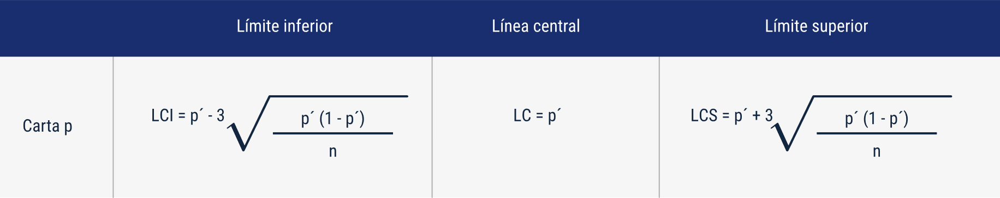 Límite inferior Línea central Límite superior
Carta p
LCI = p´ - 3 √ p´ (1 - p´)
n
LC = p´
LCS = p´ + 3 √ p´ (1 - p´)
n